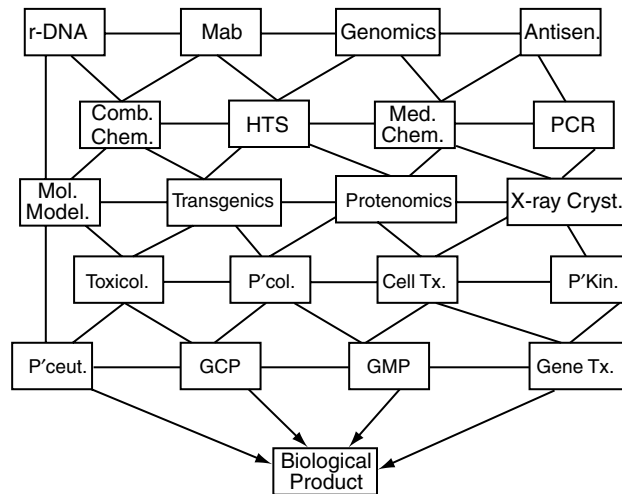 r-DNA Mab Genomics Antisen.
Comb. Chem. HTS Med. Chem. PCR
Mol. Model. Transgenics Protenomics X-ray Cryst.
Toxicol. P'col. Cell Tx. P'Kin.
P'ceut. GCP GMP Gene Tx.
Biological
Product